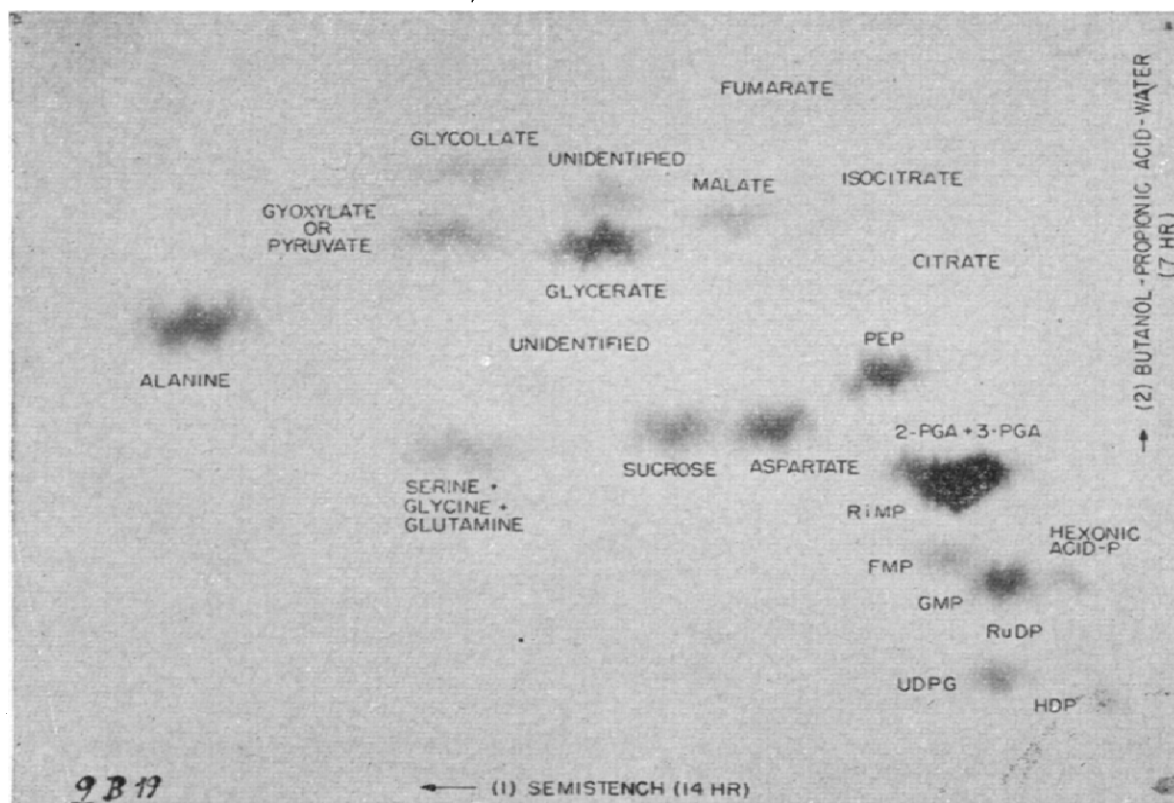 FUMARATE
GLYCOLLATE
UNIDENTIFIED
MALATE
ISOCITRATE
GYOXYLATE
OR
PYRUVATE
CITRATE
GLYCERATE
UNIDENTIFIED
PEP
ALANINE
2-PGA + 3-PGA
SUCROSE
ASPARTATE
SERINE +
GLYCINE +
GLUTAMINE
RiMP
HEXONIC
ACID-P
FMP
GMP
RuDP
UDPG
HDP
9 B 19
← (1) SEMISTENCH (14 HR)
→ (2) BUTANOL-PROPIONIC ACID-WATER
(7 HR)